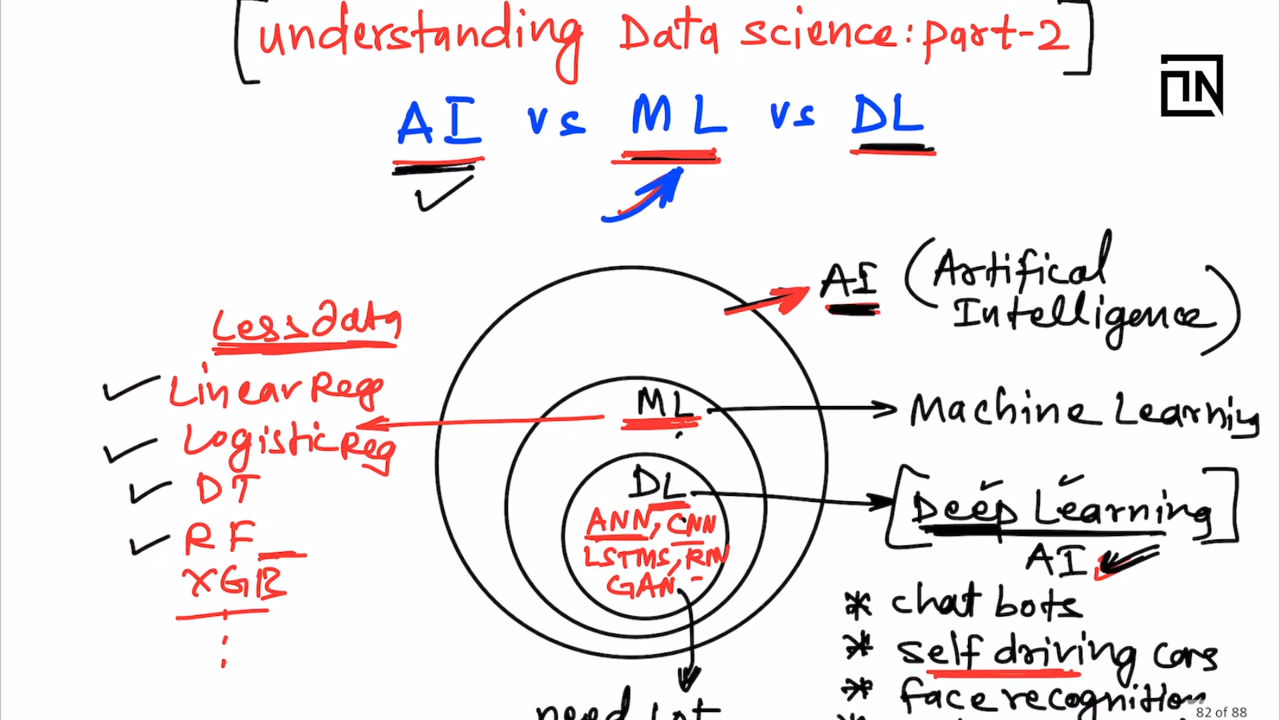 [understanding Data science: part-2]
AI vs ML vs DL
AI (Artifical
Intelligence)
Less data
Linear Reg
Logistic Reg
DT
RF
XGB
ML
Machine Learning
DL
ANN, CNN
LSTMS, RNN
GAN
[Deep Learning]
AI
* chat bots
* self driving cars
* face recognition
need lot
82 of 88